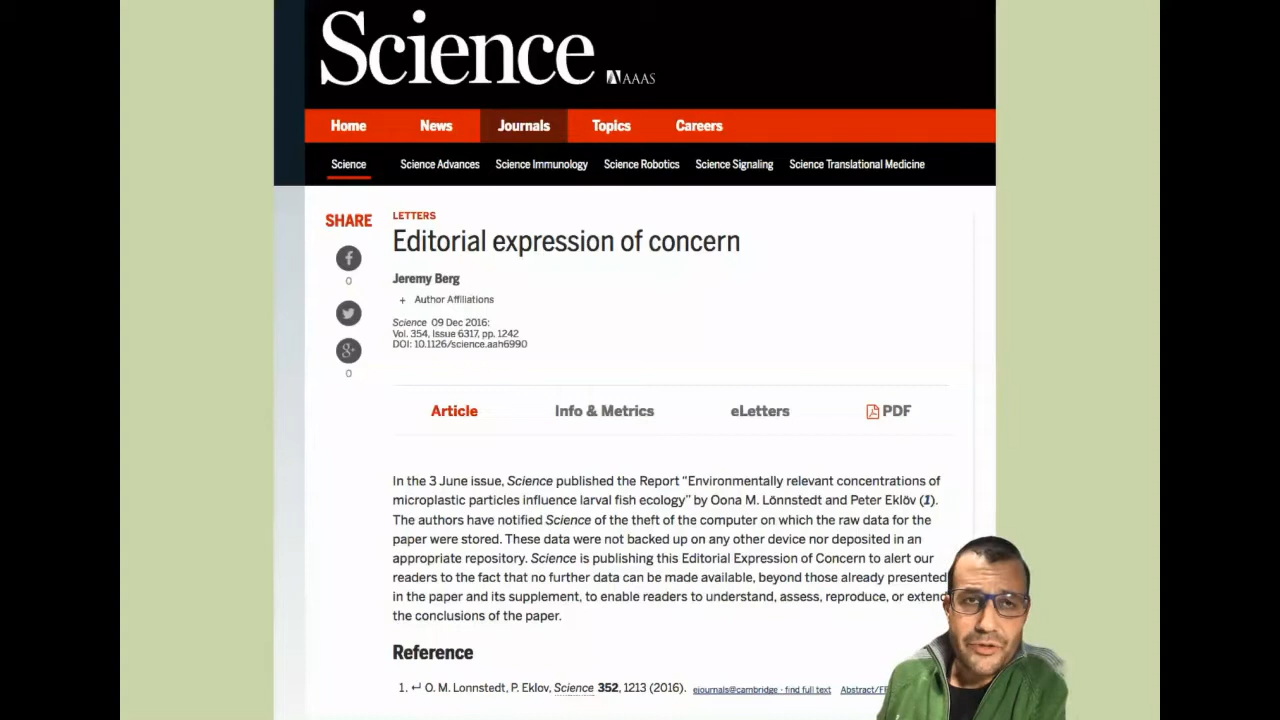 Science
AAAS
Home News Journals Topics Careers
Science Science Advances Science Immunology Science Robotics Science Signaling Science Translational Medicine
SHARE
0
0
LETTERS
Editorial expression of concern
Jeremy Berg
+ Author Affiliations
Science 09 Dec 2016:
Vol. 354, Issue 6317, pp. 1242
DOI: 10.1126/science.aah6990
Article Info & Metrics eLetters PDF
In the 3 June issue, Science published the Report “Environmentally relevant concentrations of
microplastic particles influence larval fish ecology” by Oona M. Lönnstedt and Peter Eklöv (1).
The authors have notified Science of the theft of the computer on which the raw data for the
paper were stored. These data were not backed up on any other device nor deposited in an
appropriate repository. Science is publishing this Editorial Expression of Concern to alert our
readers to the fact that no further data can be made available, beyond those already presented
in the paper and its supplement, to enable readers to understand, assess, reproduce, or extend
the conclusions of the paper.
Reference
1. ↵ O. M. Lonnstedt, P. Eklov, Science 352, 1213 (2016). ejournals@cambridge - find full text Abstract/F